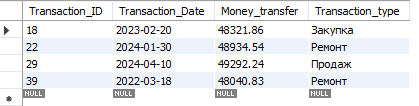 Transaction_ID Transaction_Date Money_transfer Transaction_type
18 2023-02-20 48321.86 Закупка
22 2024-01-30 48934.54 Ремонт
29 2024-04-10 49292.24 Продаж
39 2022-03-18 48040.83 Ремонт
NULL NULL NULL NULL